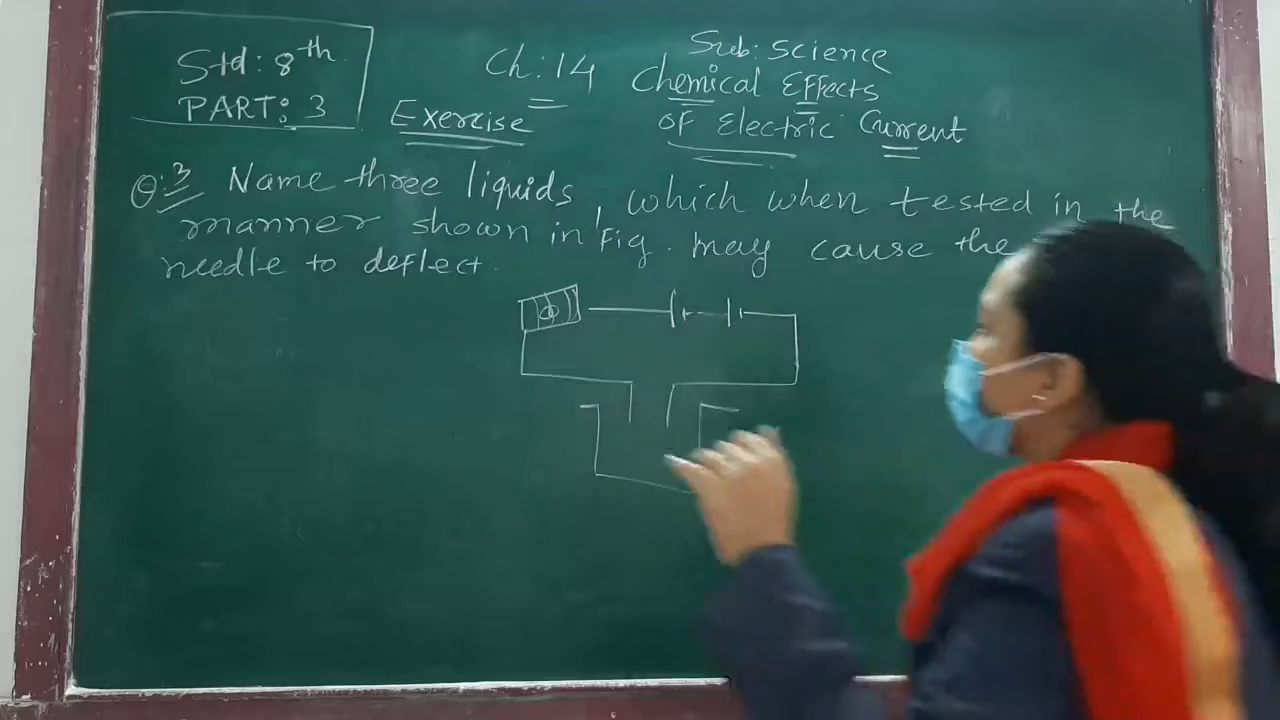 Std: 8th
PART: 3
Ch: 14
Sub: Science
Chemical Effects
Of Electric Current
Exercise
Q:3 Name three liquids, which when tested in the
manner shown in Fig. may cause the
needle to deflect.